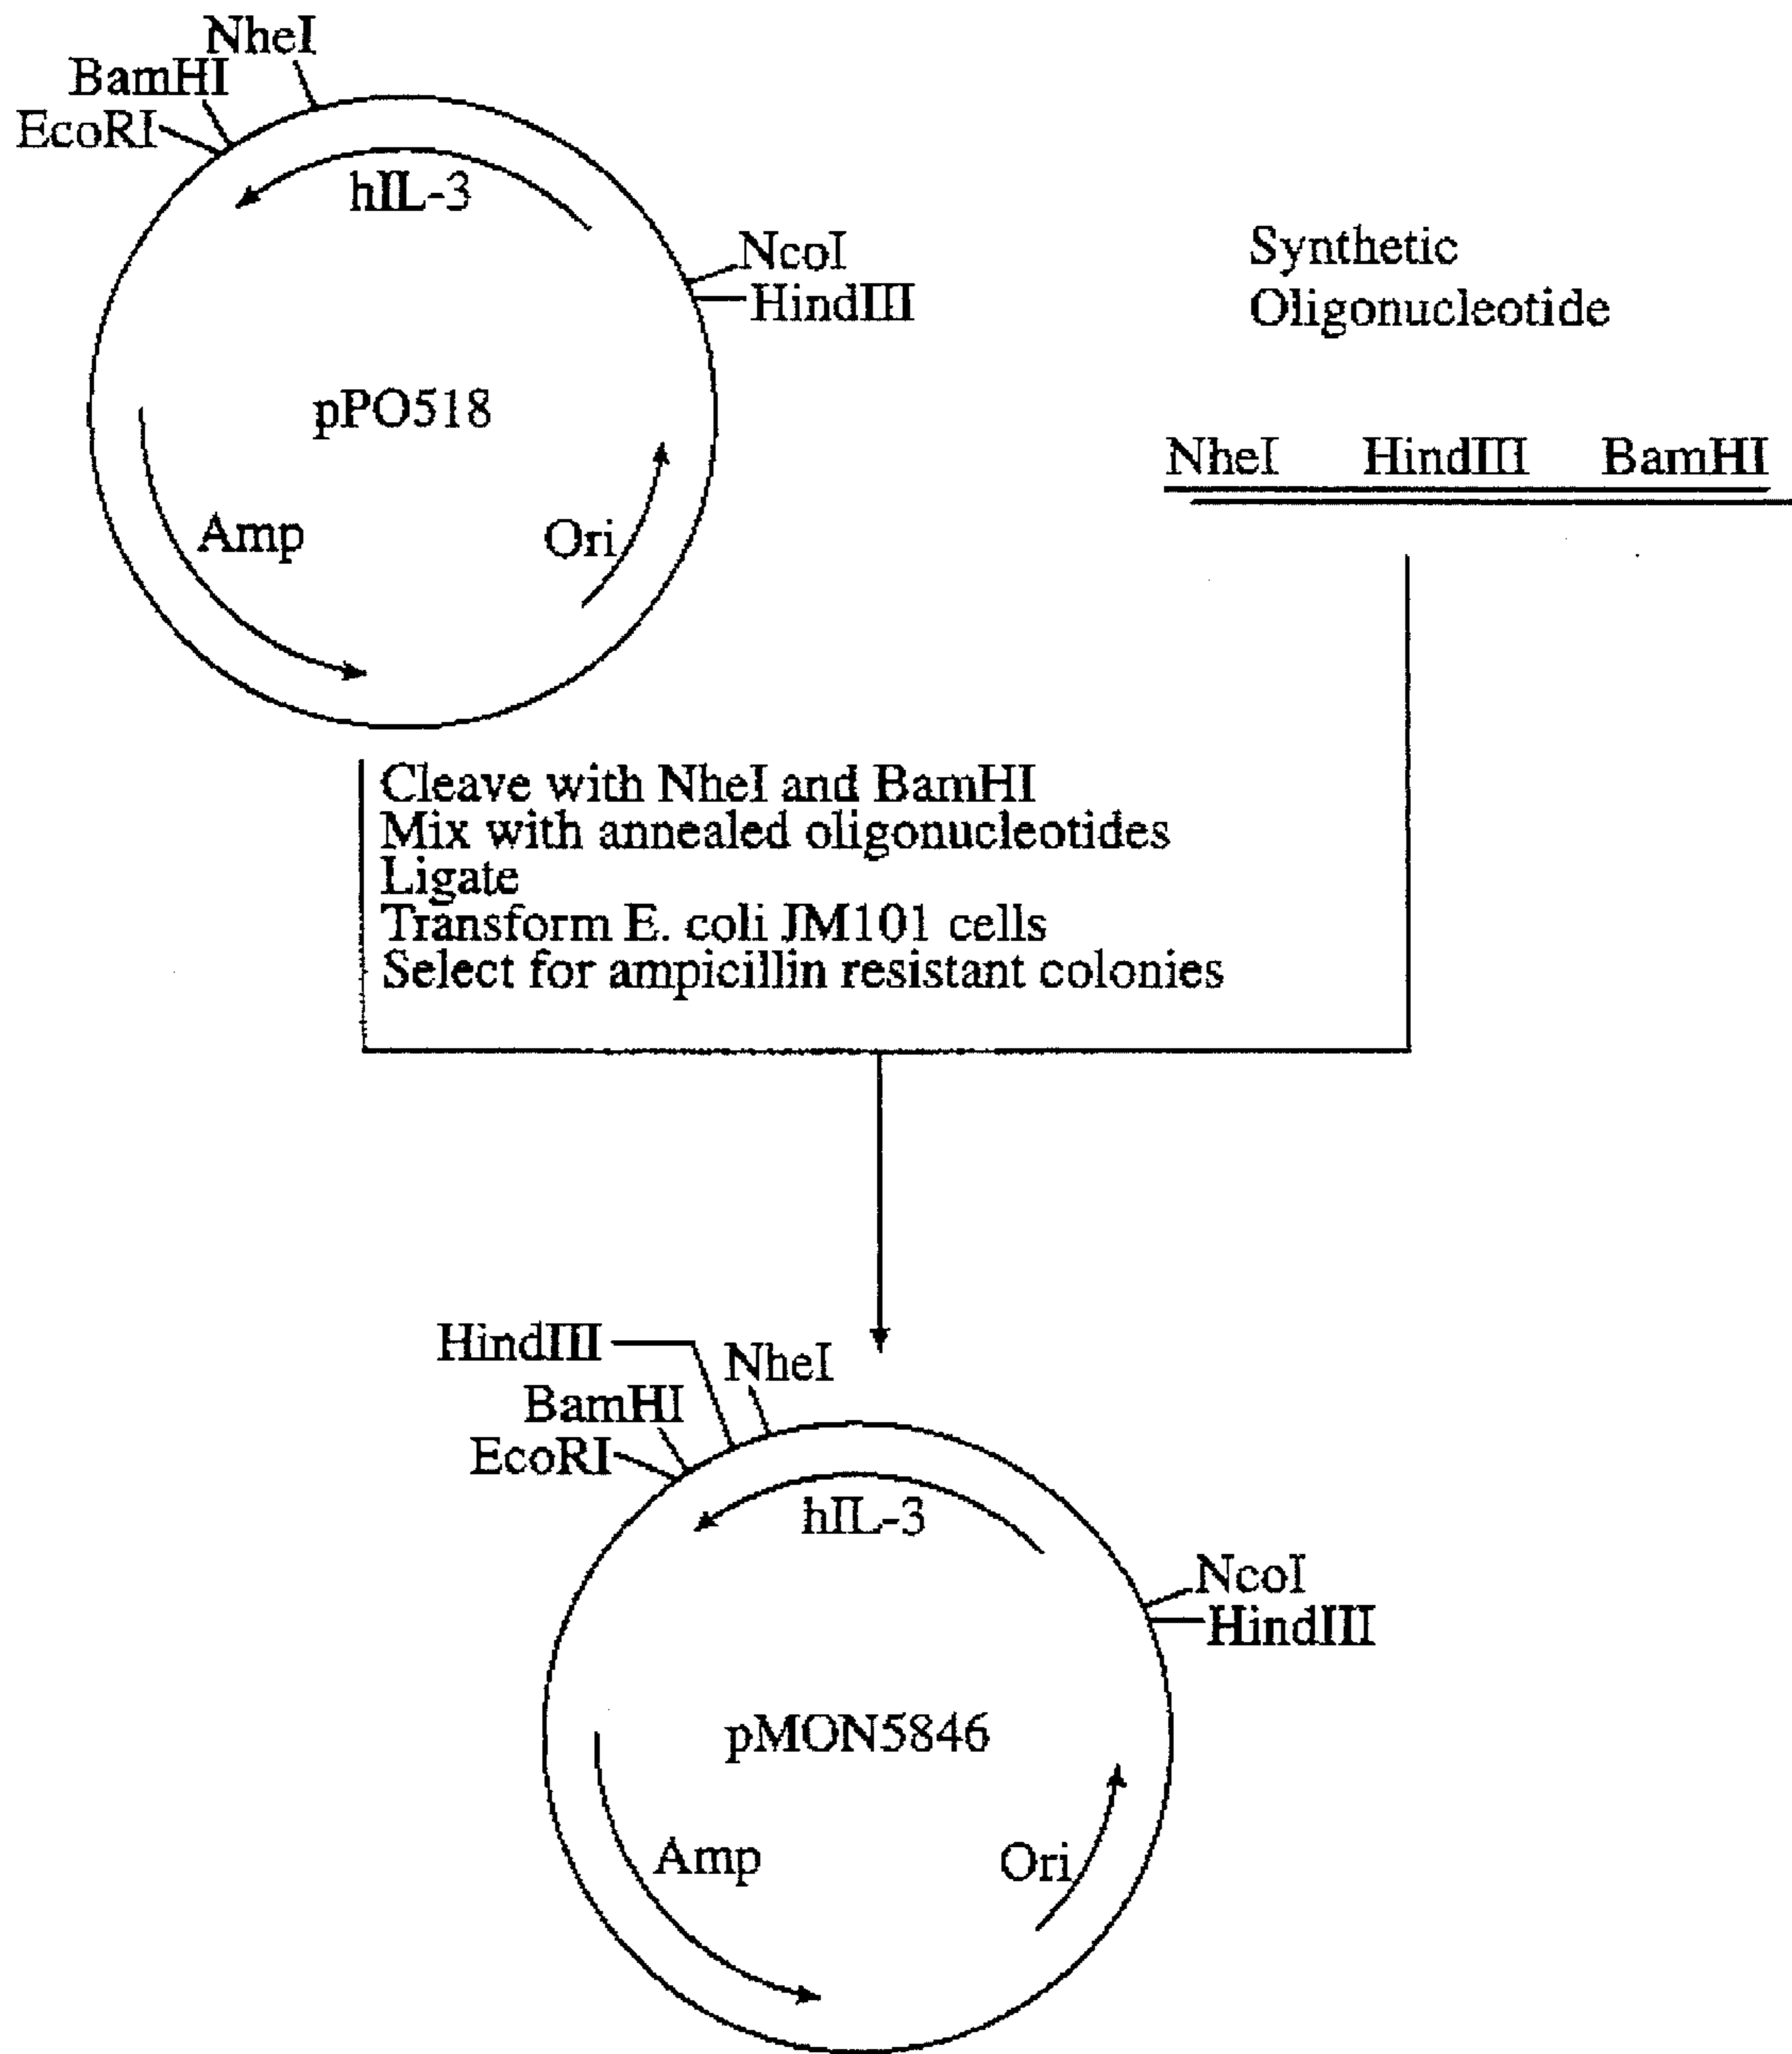 NheI
BamHI
EcoRI
hIL-3
NcoI
HindIII
pPO518
Amp
Ori
Synthetic
Oligonucleotide
NheI HindIII BamHI
Cleave with NheI and BamHI
Mix with annealed oligonucleotides
Ligate
Transform E. coli JM101 cells
Select for ampicillin resistant colonies
HindIII
NheI
BamHI
EcoRI
hIL-3
NcoI
HindIII
pMON5846
Amp
Ori